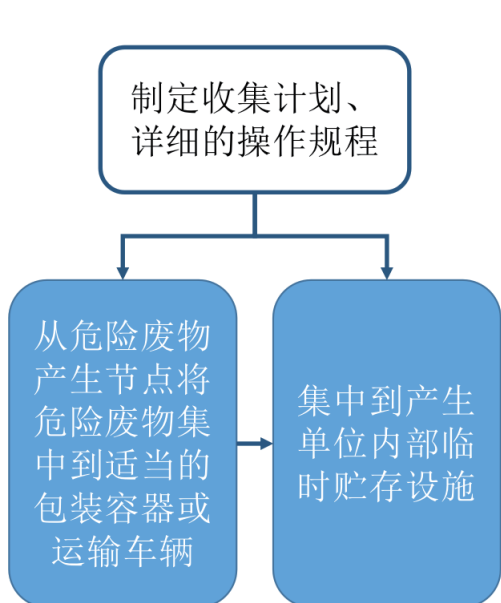 制定收集计划、
详细的操作规程
从危险废物
产生节点将
危险废物集
中到适当的
包装容器或
运输车辆
集中到产生
单位内部临
时贮存设施